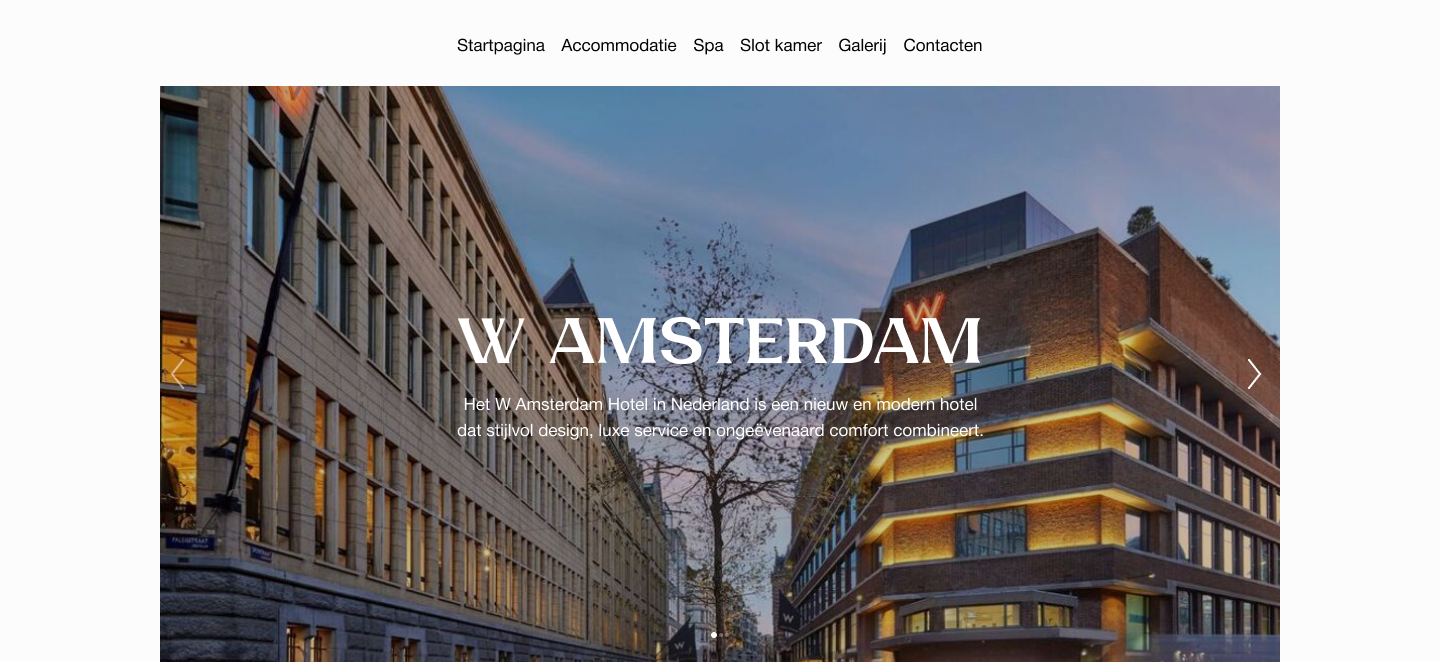 Startpagina Accommodatie Spa Slot kamer Galerij Contacten
W
W AMSTERDAM
Het W Amsterdam Hotel in Nederland is een nieuw en modern hotel
dat stijlvol design, luxe service en ongeëvenaard comfort combineert.
PALEISSTRAAT
W
W